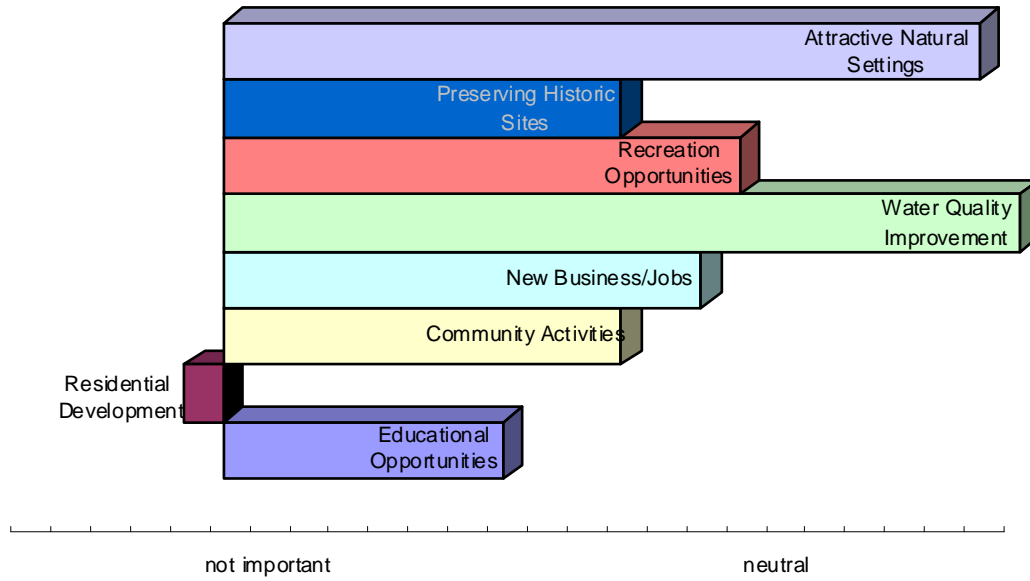 Attractive Natural
Settings
Preserving Historic
Sites
Recreation
Opportunities
Water Quality
Improvement
New Business/Jobs
Community Activities
Residential
Development
Educational
Opportunities
not important
neutral